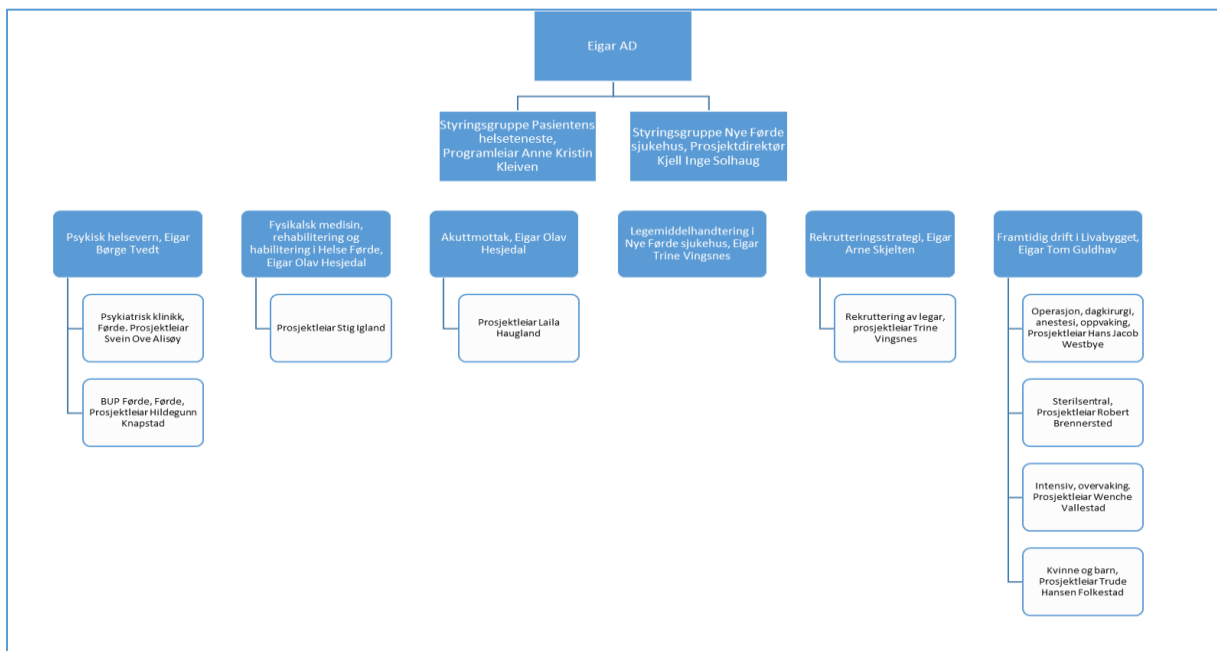 Eigar AD
Styringsgruppe Pasientens
helseteneste,
Programleiar Anne Kristin
Kleiven
Styringsgruppe Nye Førde
sjukehus, Prosjektdirektør
Kjell Inge Solhaug
Psykisk helsevern, Eigar
Børge Tvedt
Fysikalsk medisin,
rehabilitering og
habilitering i Helse Førde,
Eigar Olav Hesjedal
Akuttmottak, Eigar Olav
Hesjedal
Legemiddelhandtering i
Nye Førde sjukehus, Eigar
Trine Vingsnes
Rekrutteringsstrategi, Eigar
Arne Skjelten
Framtidig drift i Livabygget,
Eigar Tom Guldhav
Psykiatrisk klinikk,
Førde. Prosjektleiar
Svein Ove Alisøy
Prosjektleiar Stig Igland
Prosjektleiar Laila
Haugland
Rekruttering av legar,
prosjektleiar Trine
Vingsnes
Operasjon, dagkirurgi,
anestesi, oppvaking,
Prosjektleiar Hans Jacob
Westbye
BUP Førde, Førde,
Prosjektleiar Hildegunn
Knapstad
Sterilsentral,
Prosjektleiar Robert
Brennersted
Intensiv, overvaking.
Prosjektleiar Wenche
Vallestad
Kvinne og barn,
Prosjektleiar Trude
Hansen Folkestad